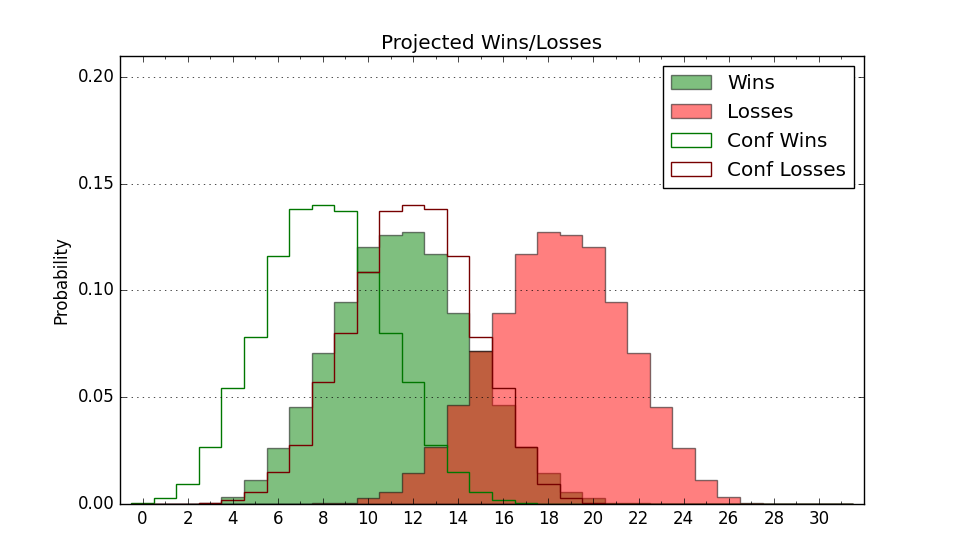 Projected Wins/Losses
0.20
0.15
0.10
0.05
0.00
Probability
Wins
Losses
Conf Wins
Conf Losses
0 2 4 6 8 10 12 14 16 18 20 22 24 26 28 30